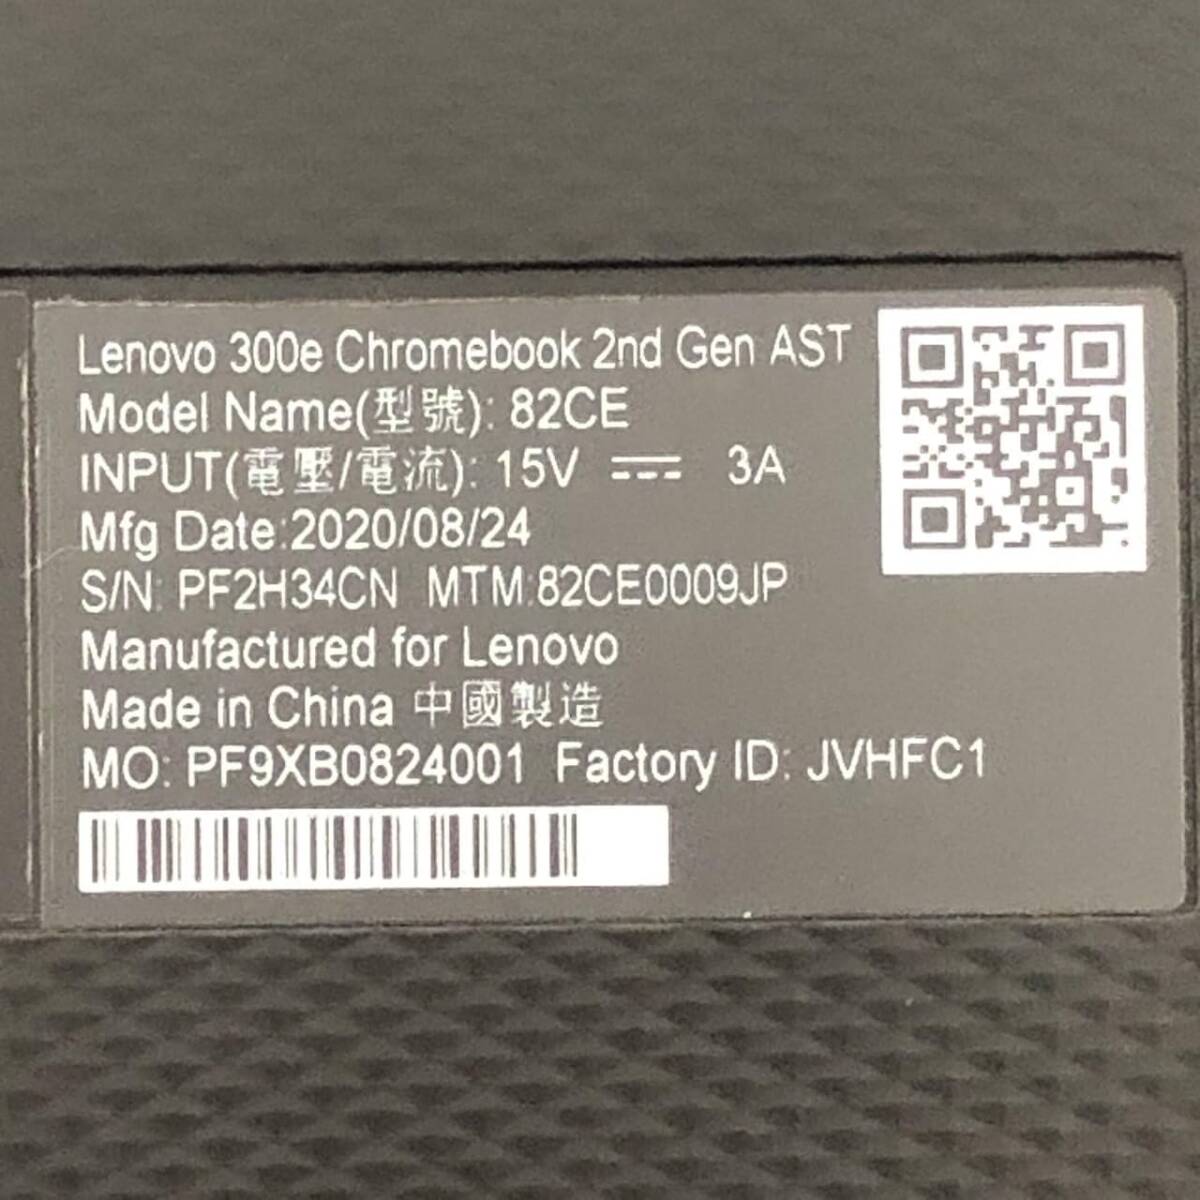 Lenovo 300e Chromebook 2nd Gen AST
Model Name(型號): 82CE
INPUT(電壓/電流): 15V ⎓ 3A
Mfg Date:2020/08/24
S/N: PF2H34CN MTM:82CE0009JP
Manufactured for Lenovo
Made in China 中國製造
MO: PF9XB0824001 Factory ID: JVHFC1